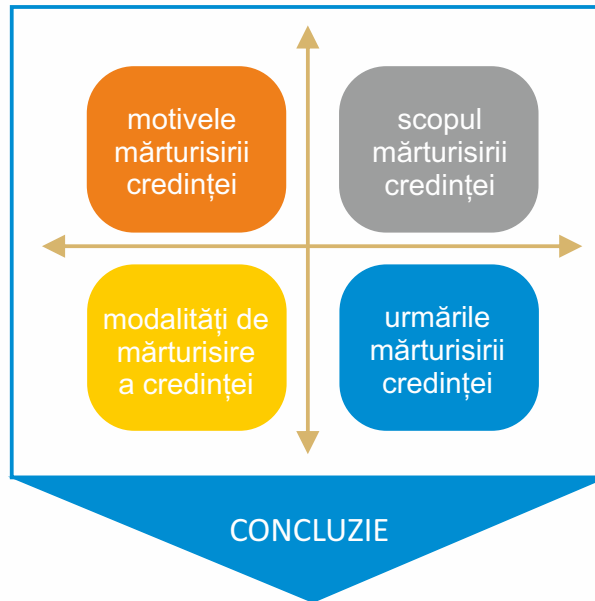 motivele
mărturisirii
credinței
scopul
mărturisirii
credinței
modalități de
mărturisire
a credinței
urmările
mărturisirii
credinței
CONCLUZIE